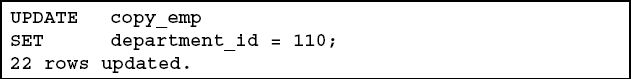 UPDATE copy_emp
SET department_id = 110;
22 rows updated.